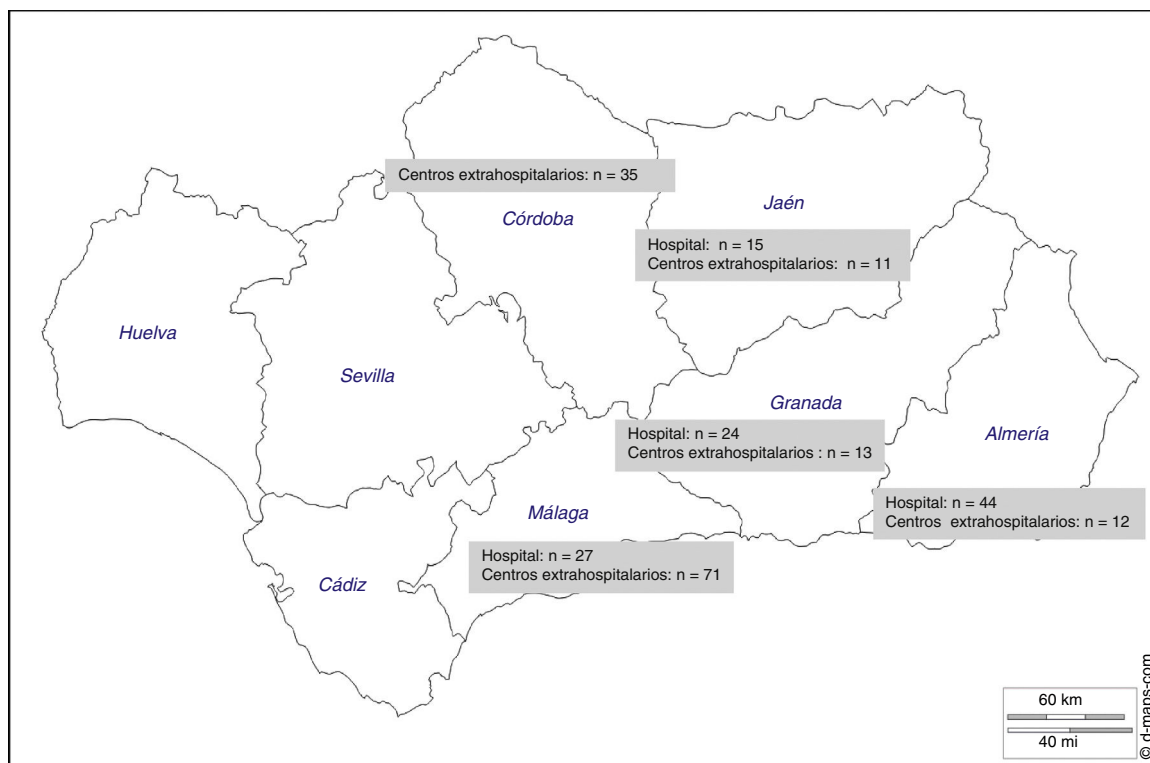 Centros extrahospitalarios: n = 35
Córdoba
Jaén
Hospital: n = 15
Centros extrahospitalarios: n = 11
Huelva
Sevilla
Granada
Hospital: n = 24
Centros extrahospitalarios : n = 13
Almería
Hospital: n = 44
Centros extrahospitalarios: n = 12
Málaga
Hospital: n = 27
Centros extrahospitalarios: n = 71
Cádiz
60 km
40 mi
© d-maps-com